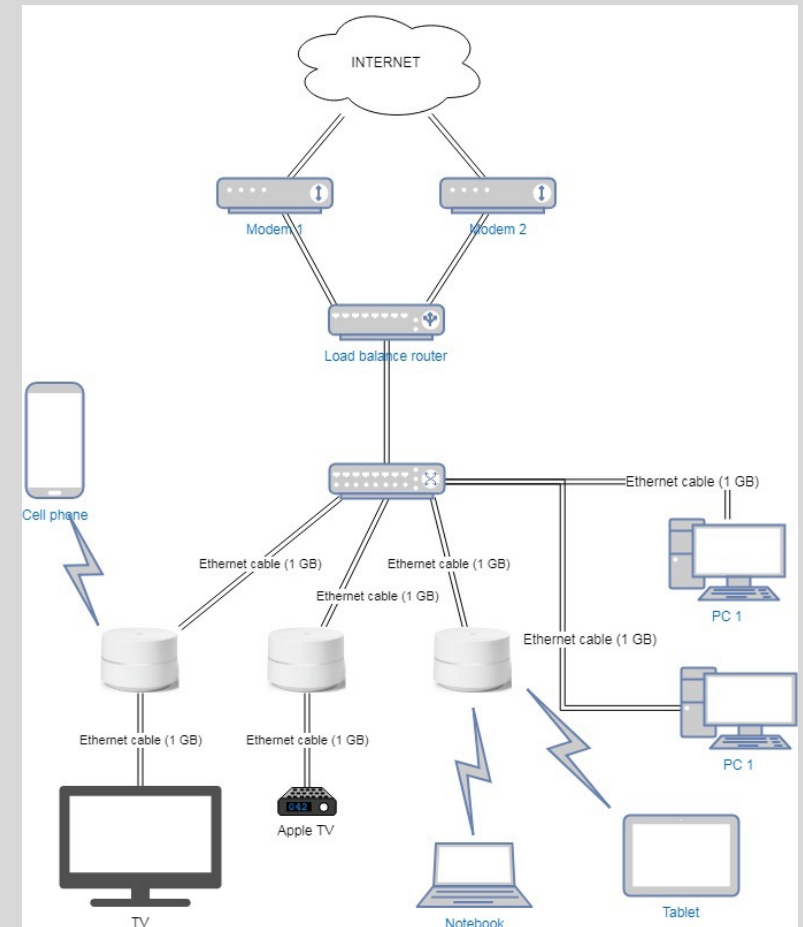 INTERNET
Modem 1
Modem 2
Load balance router
Cell phone
Ethernet cable (1 GB)
PC 1
Ethernet cable (1 GB)
Ethernet cable (1 GB)
Ethernet cable (1 GB)
Ethernet cable (1 GB)
PC 1
Ethernet cable (1 GB)
Ethernet cable (1 GB)
042
Apple TV
TV
Notebook
Tablet